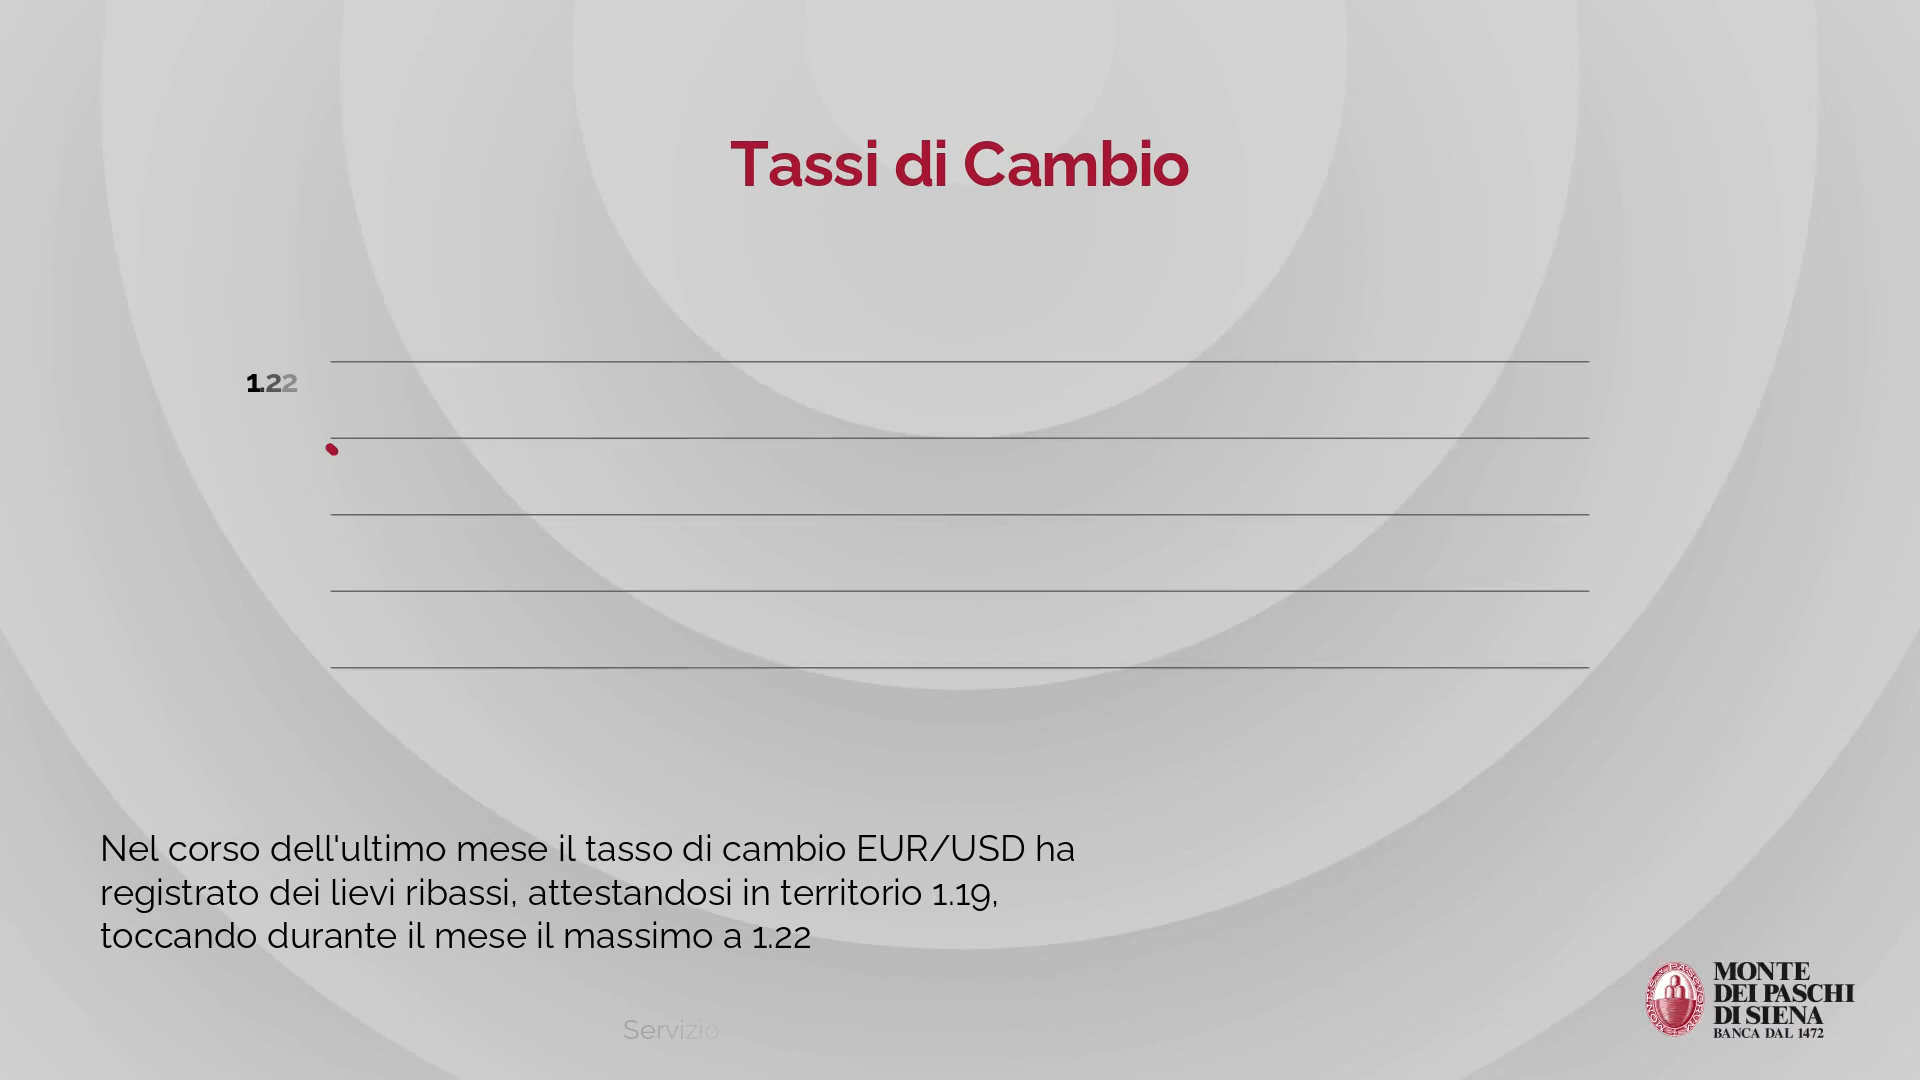 Tassi di Cambio
1.22
Nel corso dell'ultimo mese il tasso di cambio EUR/USD ha
registrato dei lievi ribassi, attestandosi in territorio 1.19,
toccando durante il mese il massimo a 1.22
Servizio
MONTE
DEI PASCHI
DI SIENA
BANCA DAL 1472